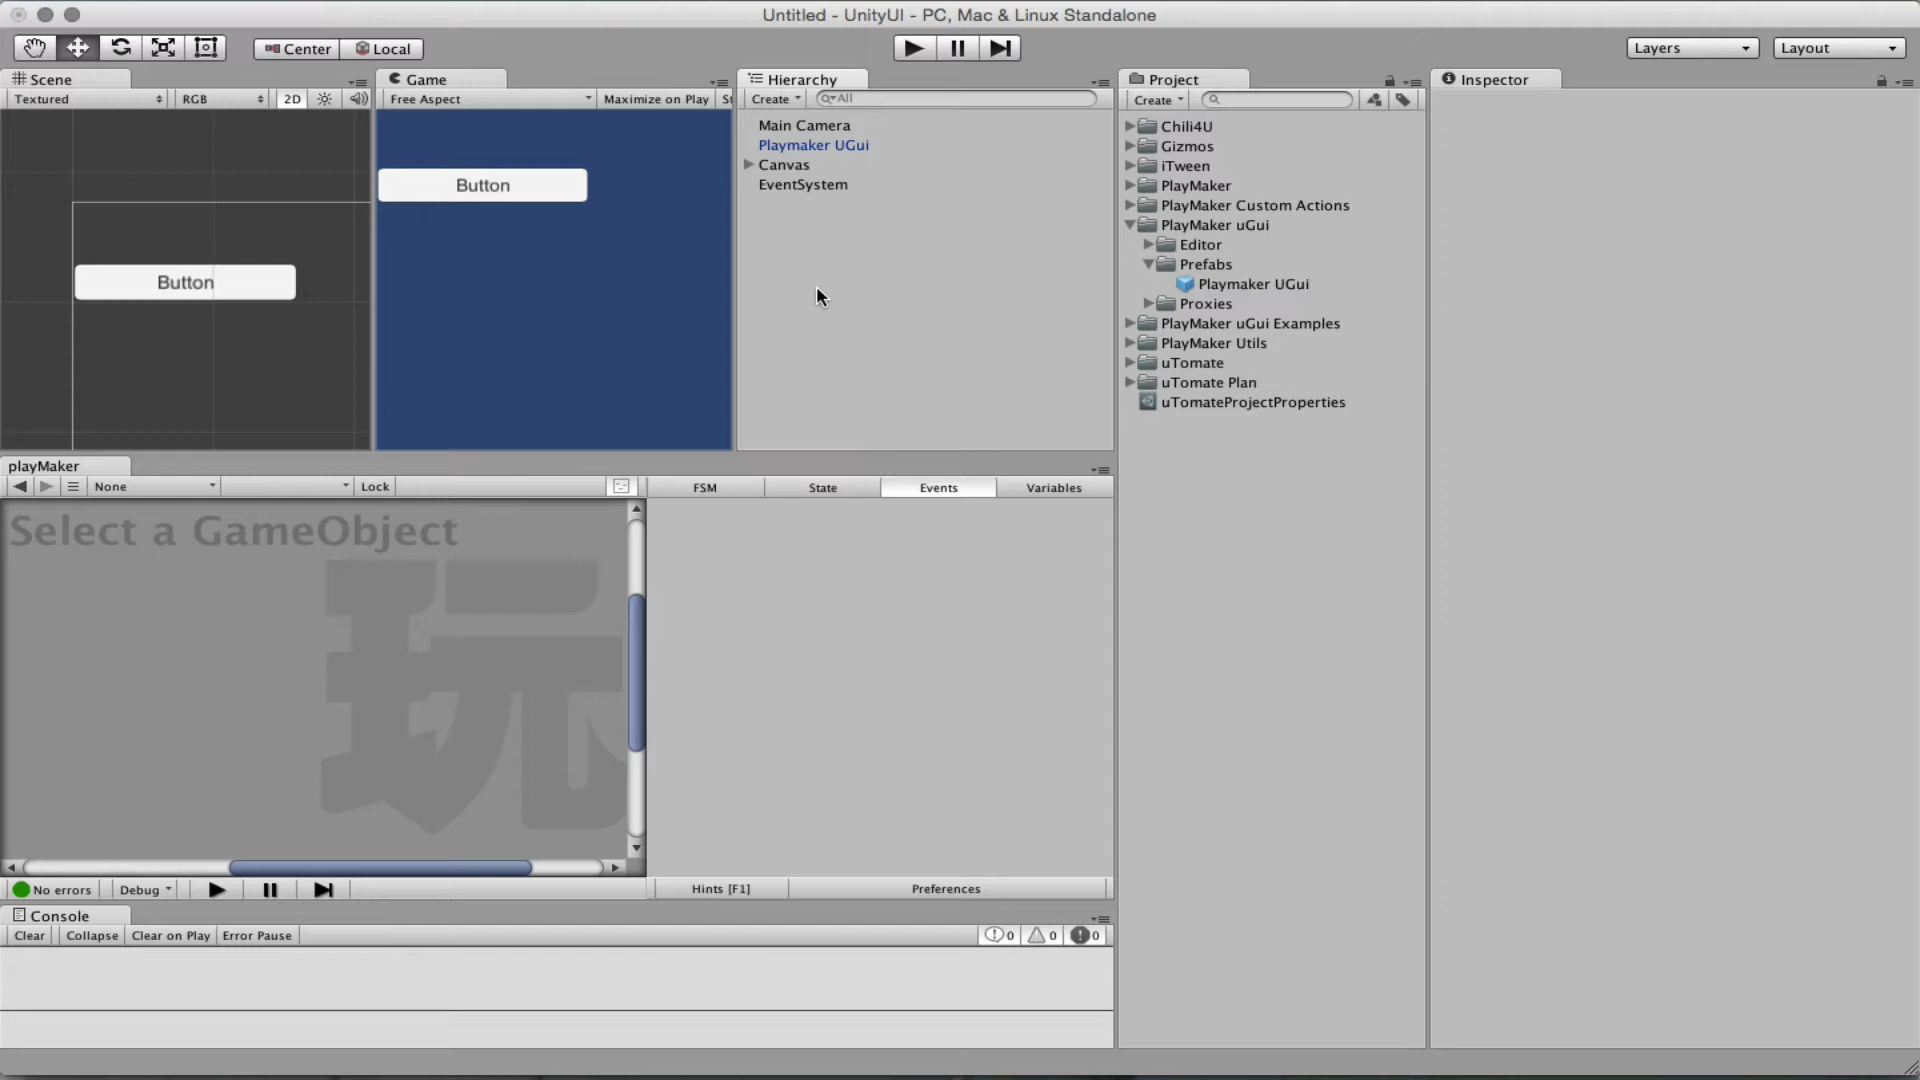 Untitled - UnityUI - PC, Mac & Linux Standalone
Center
Local
Layers
Layout
Scene
Textured
RGB
2D
Button
Game
Free Aspect
Maximize on Play
St
Button
Hierarchy
Create
All
Main Camera
Playmaker UGui
Canvas
EventSystem
Project
Create
Chili4U
Gizmos
iTween
PlayMaker
PlayMaker Custom Actions
PlayMaker uGui
Editor
Prefabs
Playmaker UGui
Proxies
PlayMaker uGui Examples
PlayMaker Utils
uTomate
uTomate Plan
uTomateProjectProperties
Inspector
playMaker
None
Lock
FSM
State
Events
Variables
Select a GameObject
玩
No errors
Debug
Hints [F1]
Preferences
Console
Clear
Collapse
Clear on Play
Error Pause
0
0
0